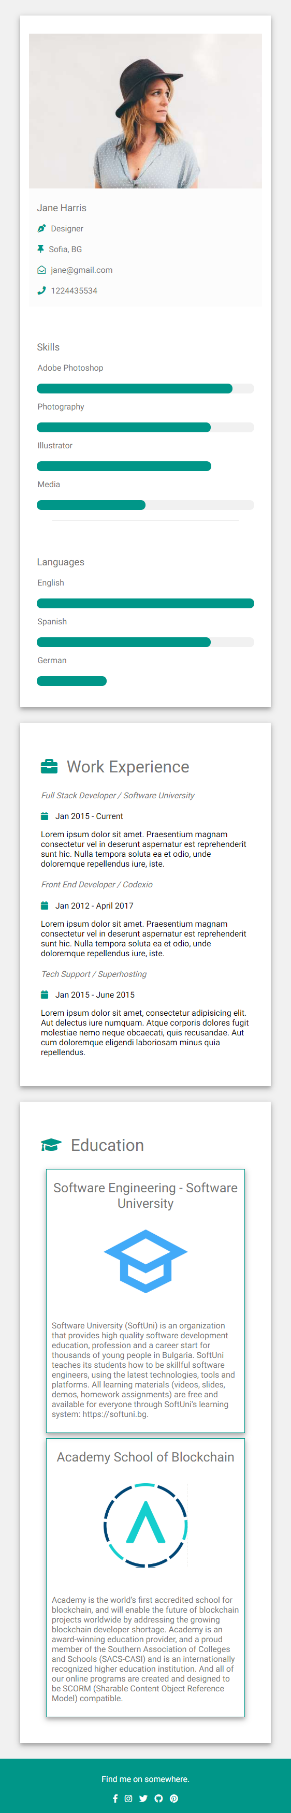 Jane Harris
Designer
Sofia, BG
jane@gmail.com
1224435534
Skills
Adobe Photoshop
Photography
Illustrator
Media
Languages
English
Spanish
German
Work Experience
Full Stack Developer / Software University
Jan 2015 - Current
Lorem ipsum dolor sit amet. Praesentium magnam
consectetur vel in deserunt aspernatur est reprehenderit
sunt hic. Nulla tempora soluta ea et odio, unde
doloremque repellendus iure, iste.
Front End Developer / Codexio
Jan 2012 - April 2017
Lorem ipsum dolor sit amet. Praesentium magnam
consectetur vel in deserunt aspernatur est reprehenderit
sunt hic. Nulla tempora soluta ea et odio, unde
doloremque repellendus iure, iste.
Tech Support / Superhosting
Jan 2015 - June 2015
Lorem ipsum dolor sit amet, consectetur adipisicing elit.
Aut delectus iure numquam. Atque corporis dolores fugit
molestiae nemo neque obcaecati, quis recusandae. Aut
cum doloremque eligendi laboriosam minus quia
repellendus.
Education
Software Engineering - Software
University
Software University (SoftUni) is an organization
that provides high quality software development
education, profession and a career start for
thousands of young people in Bulgaria. SoftUni
teaches its students how to be skillful software
engineers, using the latest technologies, tools and
platforms. All learning materials (videos, slides,
demos, homework assignments) are free and
available for everyone through SoftUni's learning
system: https://softuni.bg.
Academy School of Blockchain
Academy is the world's first accredited school for
blockchain, and will enable the future of blockchain
projects worldwide by addressing the growing
blockchain developer shortage. Academy is an
award-winning education provider, and a proud
member of the Southern Association of Colleges
and Schools (SACS-CASI) and is an internationally
recognized higher education institution. And all of
our online programs are created and designed to
be SCORM (Sharable Content Object Reference
Model) compatible.
Find me on somewhere.